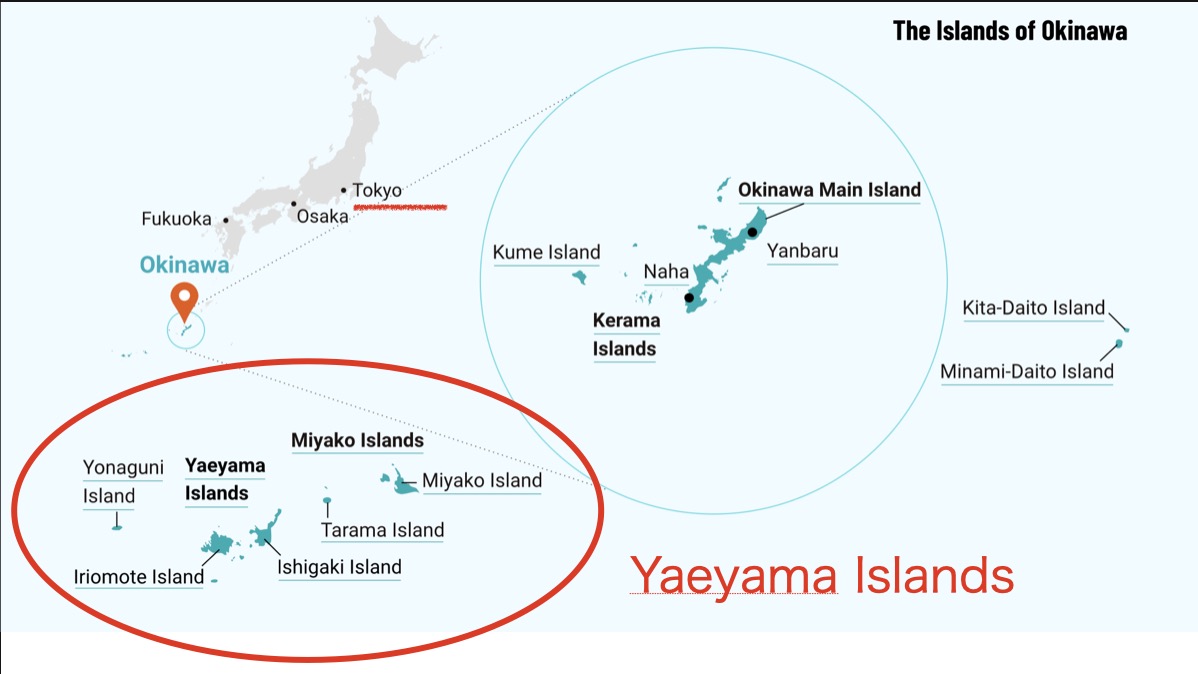 The Islands of Okinawa
Tokyo
Osaka
Fukuoka
Okinawa
Okinawa Main Island
Yanbaru
Kume Island
Naha
Kerama
Islands
Kita-Daito Island
Minami-Daito Island
Miyako Islands
Miyako Island
Yonaguni
Island
Yaeyama
Islands
Tarama Island
Ishigaki Island
Iriomote Island
Yaeyama Islands